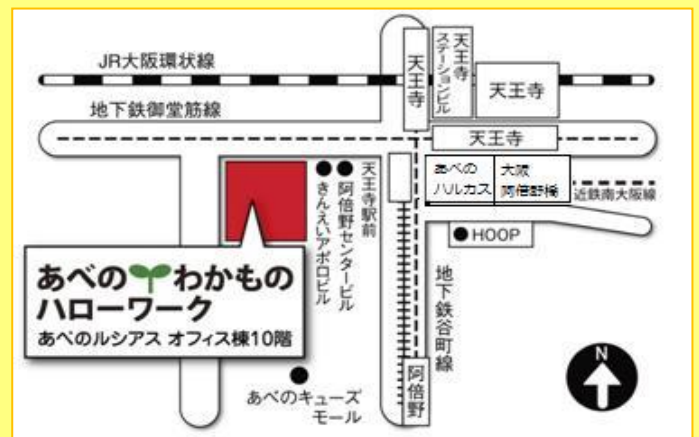 JR大阪環状線
地下鉄御堂筋線
天王寺
天王寺
ステーションビル
天王寺
天王寺
あべの
ハルカス
大阪
阿倍野橋
近鉄南大阪線
HOOP
天王寺駅前
阿倍野センタービル
きんえいアポロビル
あべの わかもの
ハローワーク
あべのルシアス オフィス棟10階
地下鉄谷町線
阿倍野
あべのキューズ
モール
N